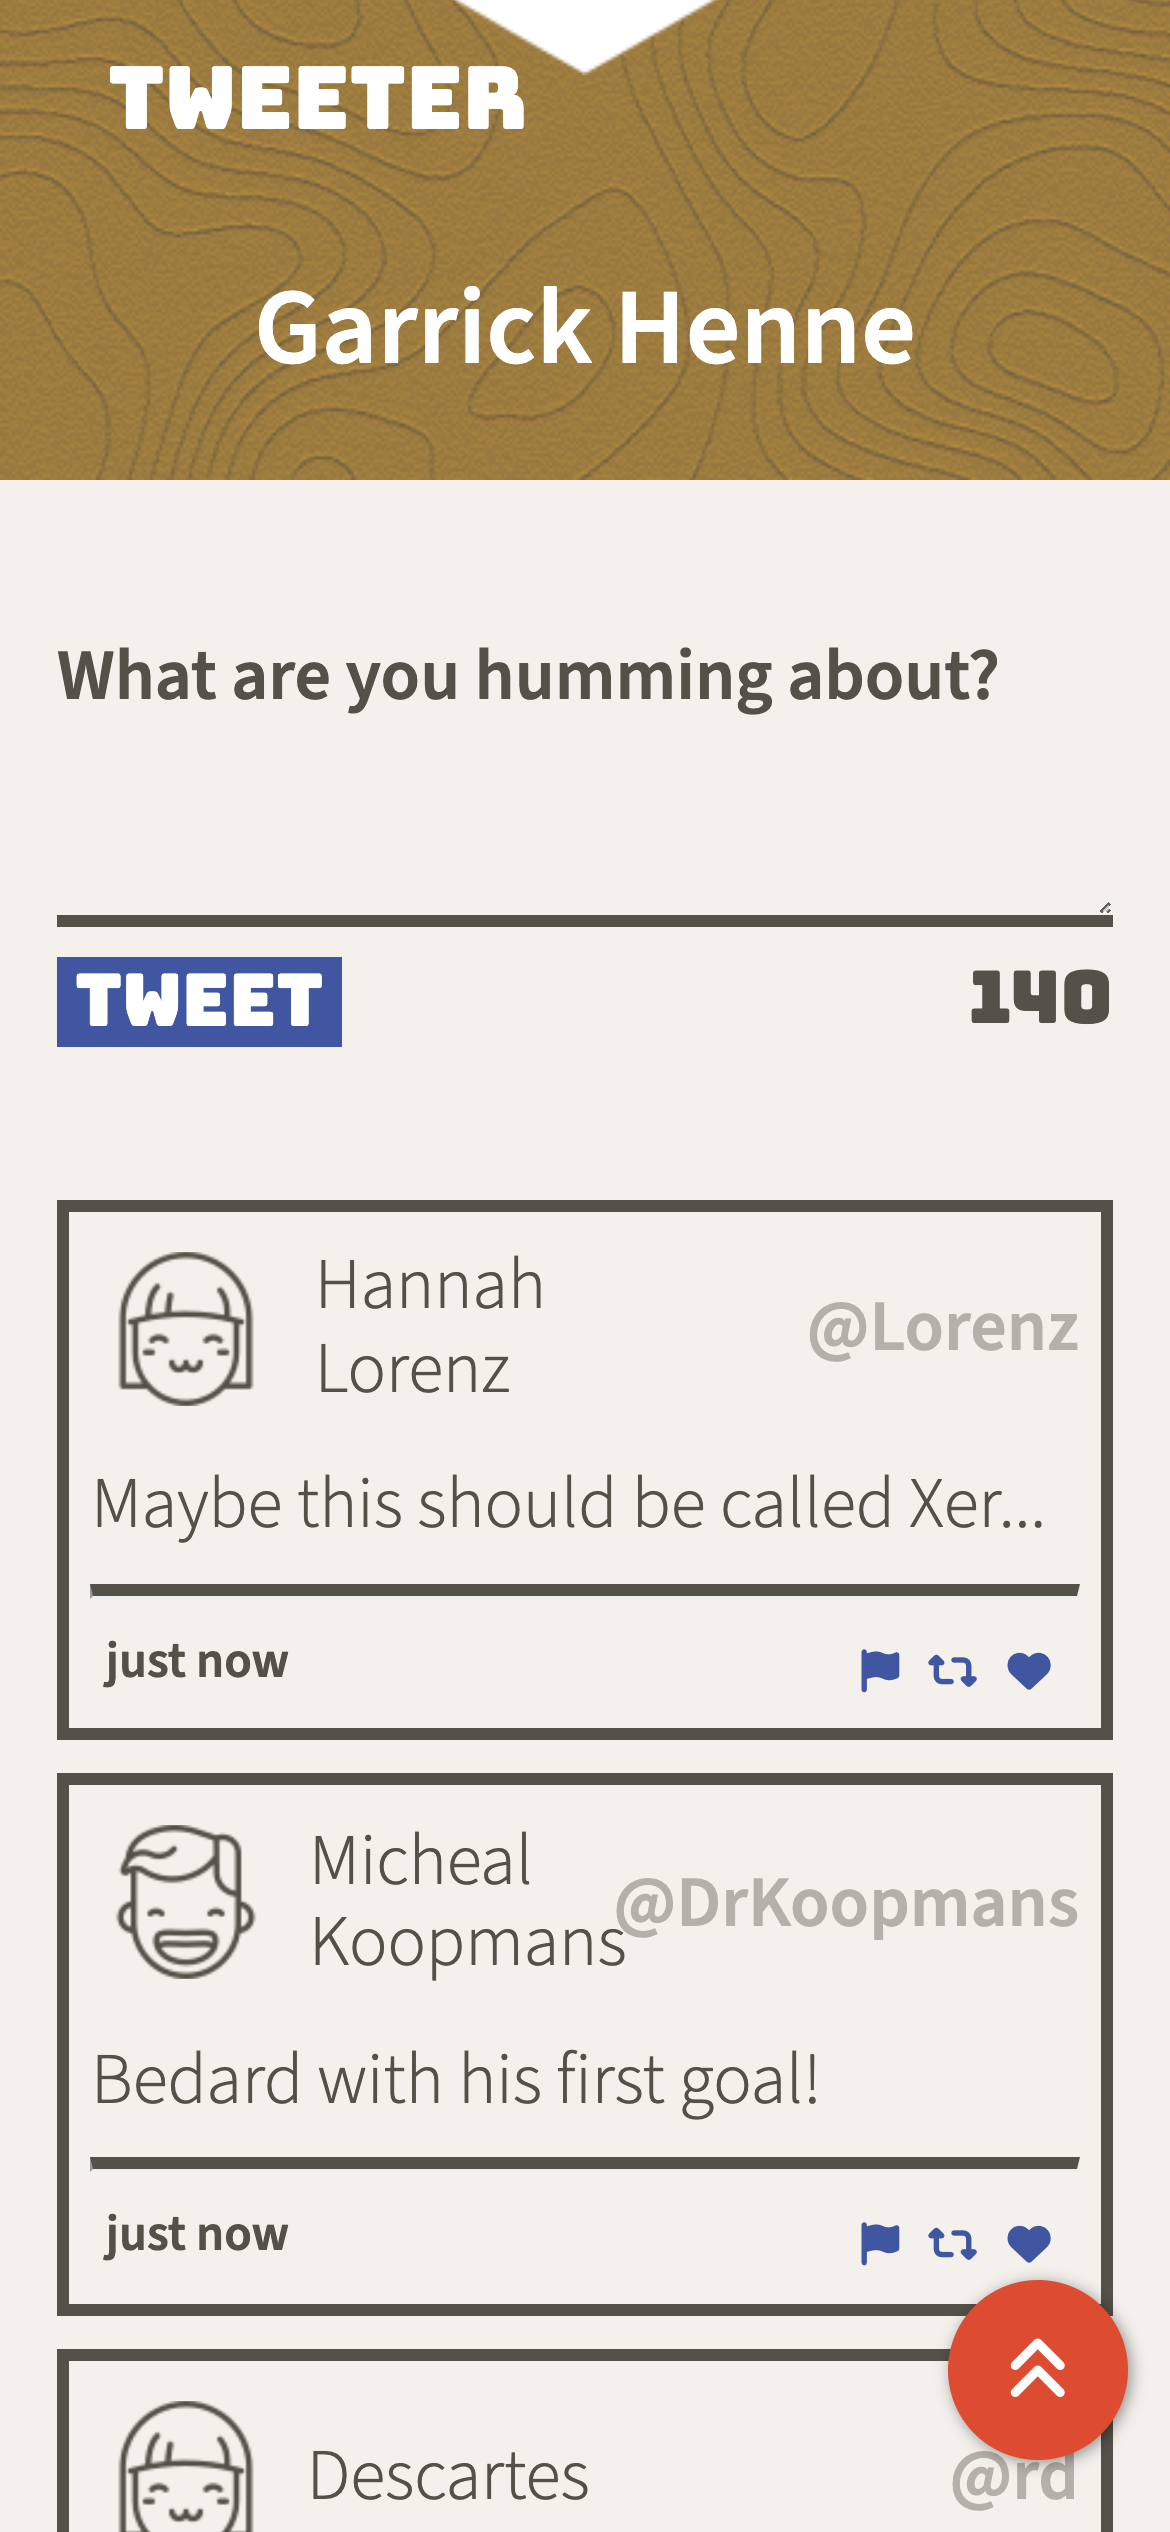 TWEETER
Garrick Henne
What are you humming about?
TWEET
140
Hannah
Lorenz
@Lorenz
Maybe this should be called Xer...
just now
Micheal
Koopmans
@DrKoopmans
Bedard with his first goal!
just now
Descartes
@rd